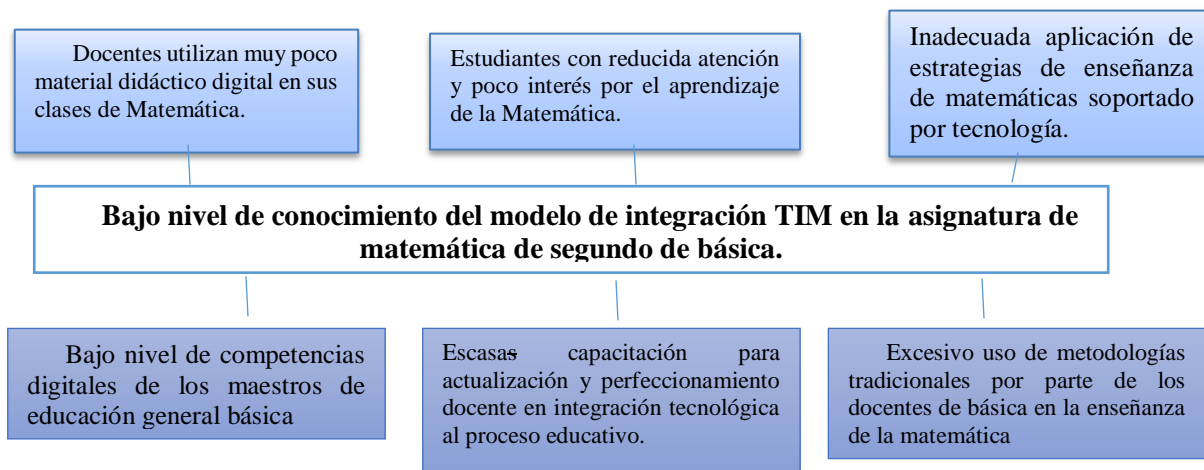 Docentes utilizan muy poco
material didáctico digital en sus
clases de Matemática.
Estudiantes con reducida atención
y poco interés por el aprendizaje
de la Matemática.
Inadecuada aplicación de
estrategias de enseñanza
de matemáticas soportado
por tecnología.
Bajo nivel de conocimiento del modelo de integración TIM en la asignatura de
matemática de segundo de básica.
Bajo nivel de competencias
digitales de los maestros de
educación general básica
Escasas capacitación para
actualización y perfeccionamiento
docente en integración tecnológica
al proceso educativo.
Excesivo uso de metodologías
tradicionales por parte de los
docentes de básica en la enseñanza
de la matemática